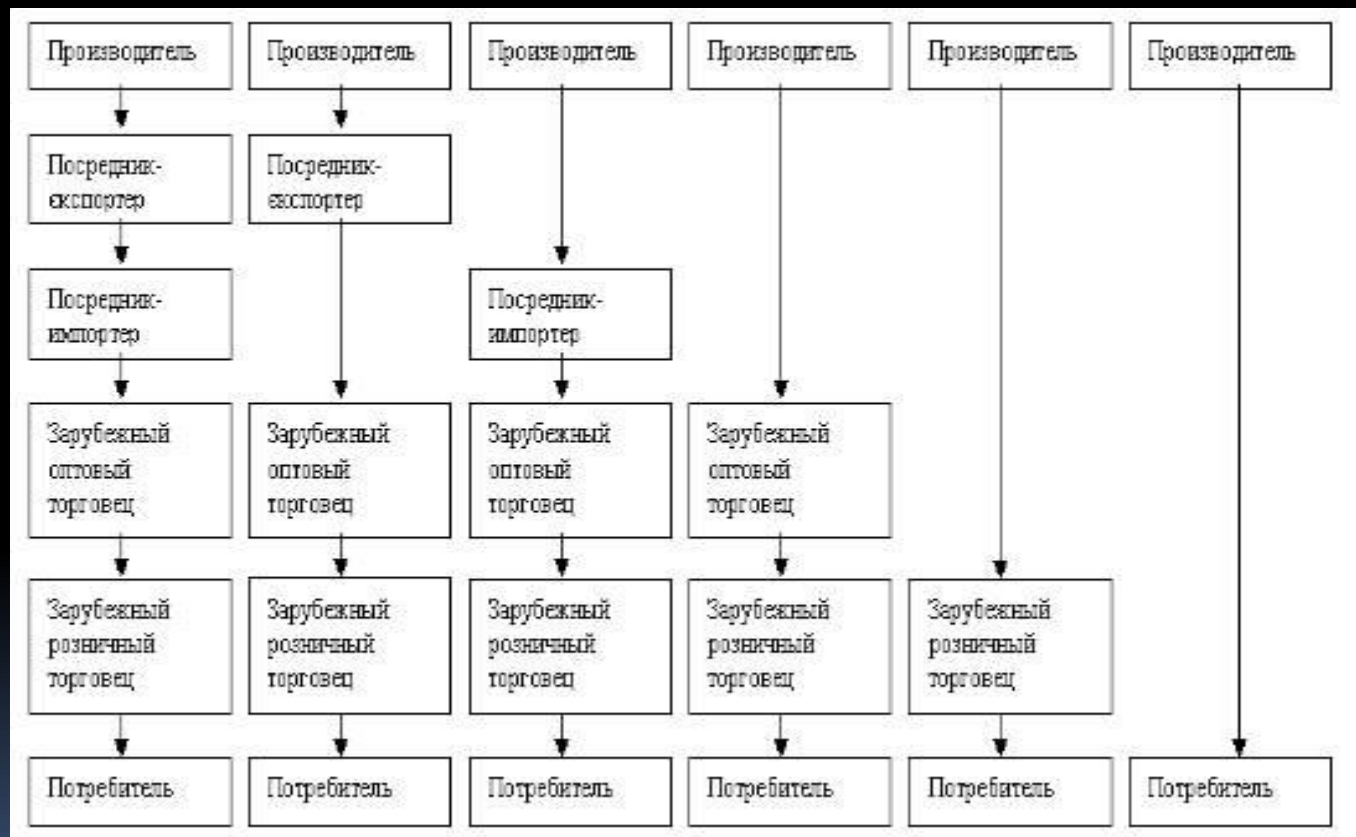 Производитель
Производитель
Производитель
Производитель
Производитель
Производитель
Посредник-
єкспортер
Посредник-
єкспортер
Посредник-
импортер
Посредник-
импортер
Зарубежный
оптовый
торговец
Зарубежный
оптовый
торговец
Зарубежный
оптовый
торговец
Зарубежный
оптовый
торговец
Зарубежный
розничный
торговец
Зарубежный
розничный
торговец
Зарубежный
розничный
торговец
Зарубежный
розничный
торговец
Зарубежный
розничный
торговец
Потребитель
Потребитель
Потребитель
Потребитель
Потребитель
Потребитель